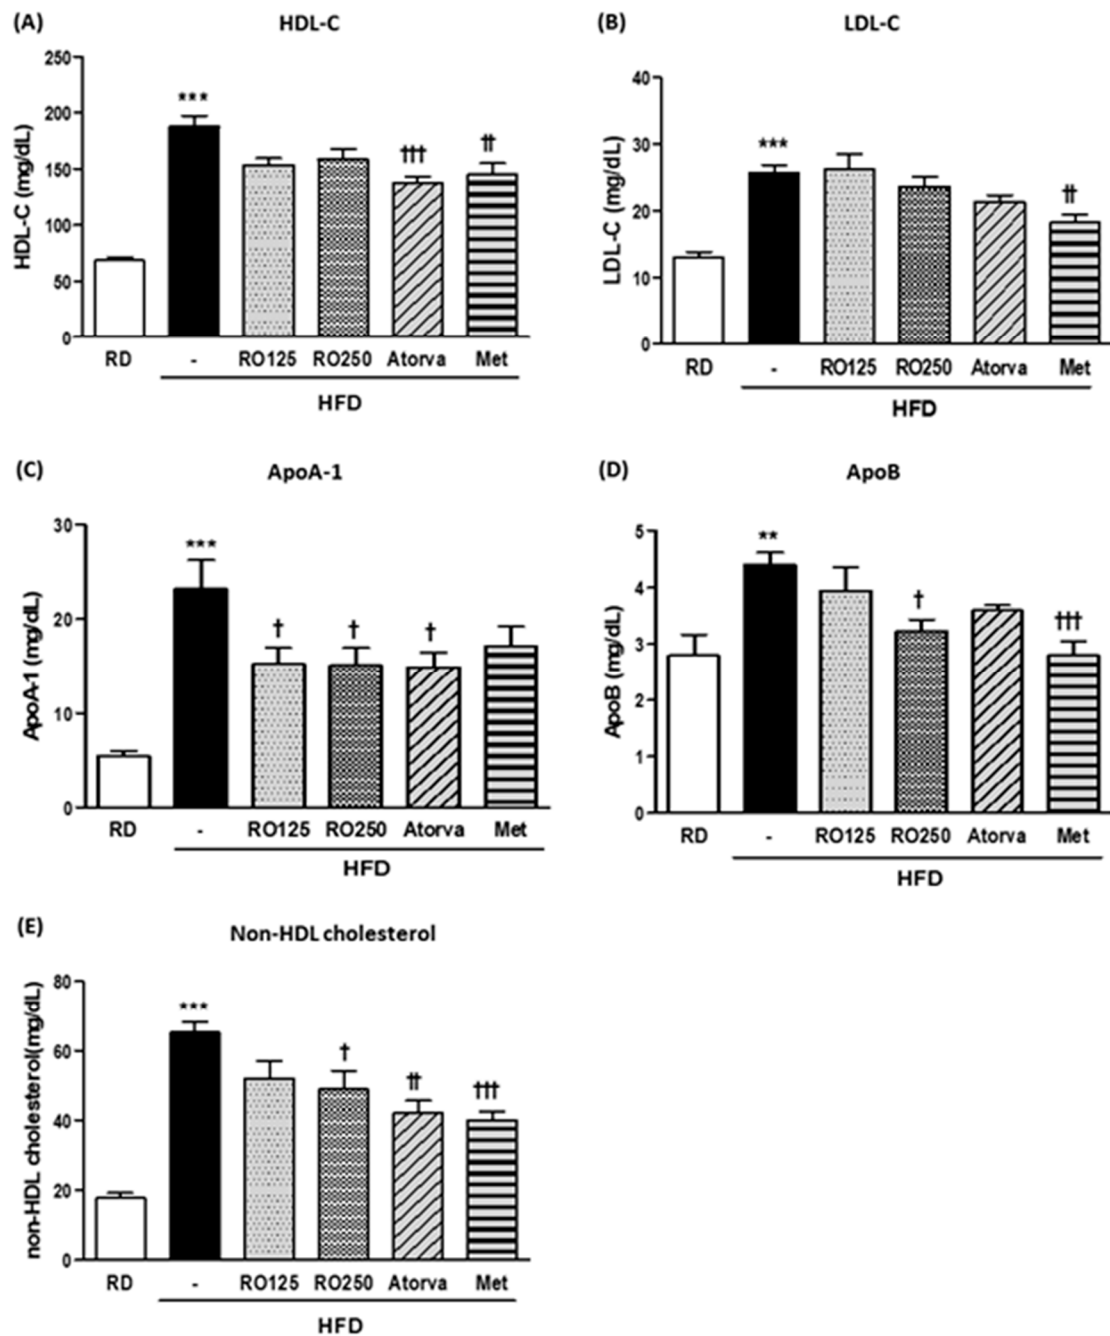 (A) HDL-C
HDL-C (mg/dL)
250
200
150
100
50
0
***
†††
††
RD - RO125 RO250 Atorva Met
HFD
(B) LDL-C
LDL-C (mg/dL)
40
30
20
10
0
***
††
RD - RO125 RO250 Atorva Met
HFD
(C) ApoA-1
ApoA-1 (mg/dL)
30
20
10
0
***
† † †
RD - RO125 RO250 Atorva Met
HFD
(D) ApoB
ApoB (mg/dL)
5
4
3
2
1
0
**
†
†††
RD - RO125 RO250 Atorva Met
HFD
(E) Non-HDL cholesterol
non-HDL cholesterol(mg/dL)
80
60
40
20
0
***
†
††
†††
RD - RO125 RO250 Atorva Met
HFD